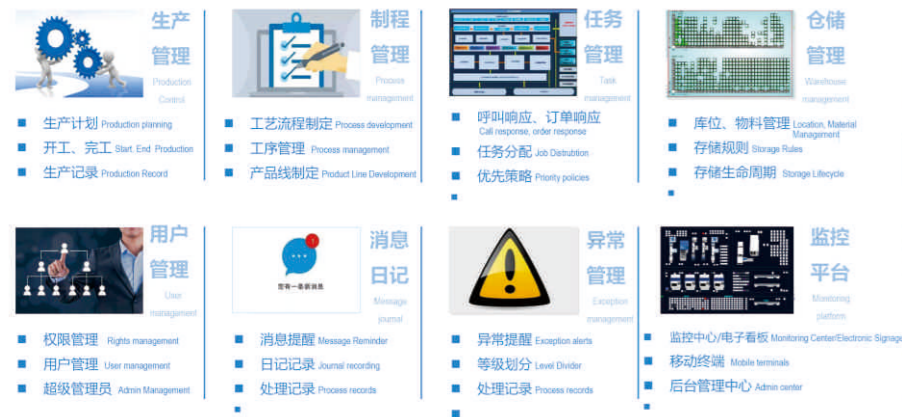 生产
管理
Production
Control
生产计划 Production planning
开工、完工 Start End Production
生产记录 Production Record
制程
管理
Process
management
工艺流程制定 Process development
工序管理 Process management
产品线制定 Product Line Development
任务
管理
Task
management
呼叫响应、订单响应
Call response, order response
任务分配 Job Distrubtion
优先策略 Priority policies
仓储
管理
Warehouse
management
库位、物料管理 Location, Material
Management
存储规则 Storage Rules
存储生命周期 Storage Lifecycle
用户
管理
User
management
权限管理 Rights management
用户管理 User management
超级管理员 Admin Management
1
您有一条新消息
消息
日记
Message
journal
消息提醒 Message Reminder
日记记录 Journal recording
处理记录 Process records
异常
管理
Exception
management
异常提醒 Exception alerts
等级划分 Level Divider
处理记录 Process records
监控
平台
Monitoring
platform
监控中心/电子看板 Monitoring Center/Electronic Signage
移动终端 Mobile terminals
后台管理中心 Admin center